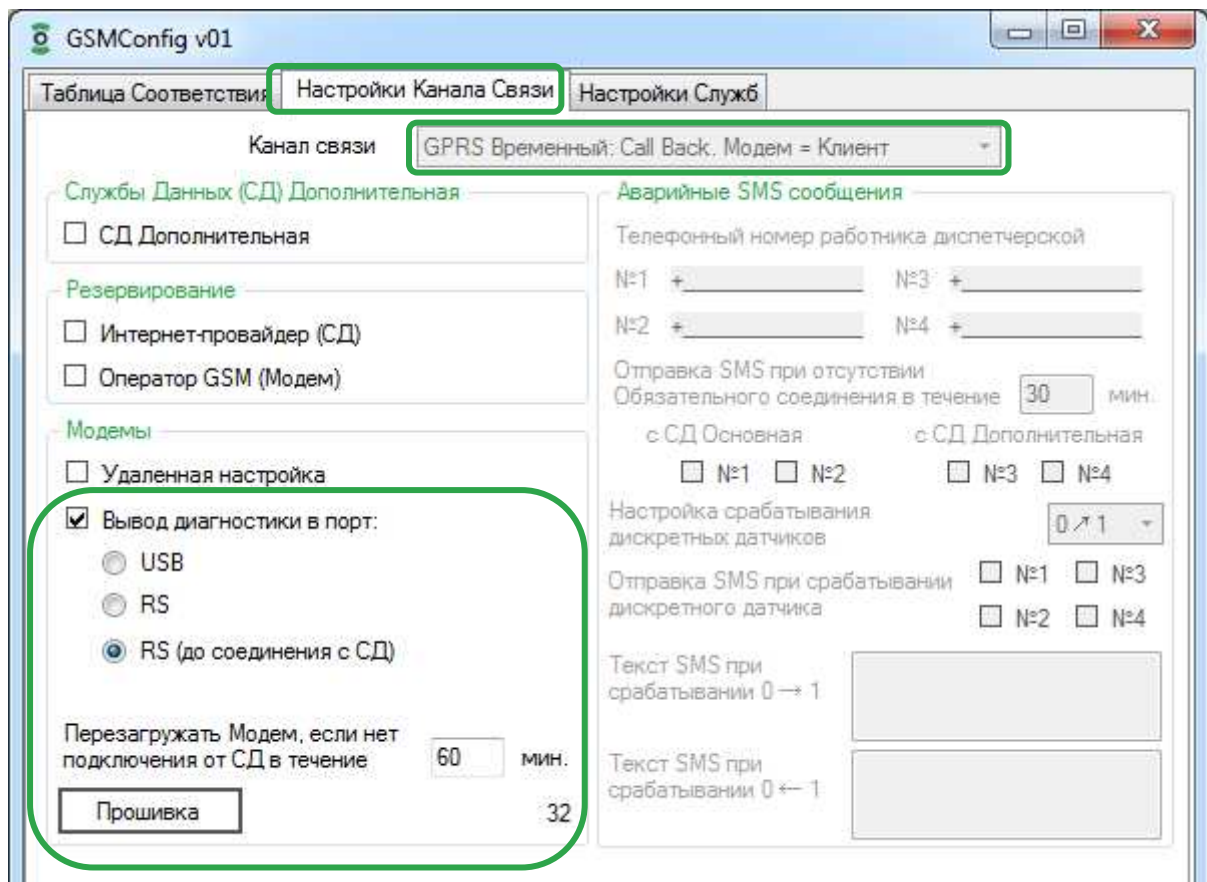 GSMConfig v01
Таблица Соответствия Настройки Канала Связи Настройки Служб
Канал связи GPRS Временный: Call Back. Модем = Клиент
Службы Данных (СД) Дополнительная
СД Дополнительная
Резервирование
Интернет-провайдер (СД)
Оператор GSM (Модем)
Модемы
Удаленная настройка
Вывод диагностики в порт:
USB
RS
RS (до соединения с СД)
Перезагружать Модем, если нет
подключения от СД в течение 60 мин.
Прошивка 32
Аварийные SMS сообщения
Телефонный номер работника диспетчерской
№1 +_______________ №3 +_______________
№2 +_______________ №4 +_______________
Отправка SMS при отсутствии
Обязательного соединения в течение 30 мин.
с СД Основная с СД Дополнительная
№1 №2 №3 №4
Настройка срабатывания
дискретных датчиков 0↗1
Отправка SMS при срабатывании №1 №3
дискретного датчика №2 №4
Текст SMS при
срабатывании 0 → 1
Текст SMS при
срабатывании 0 ← 1